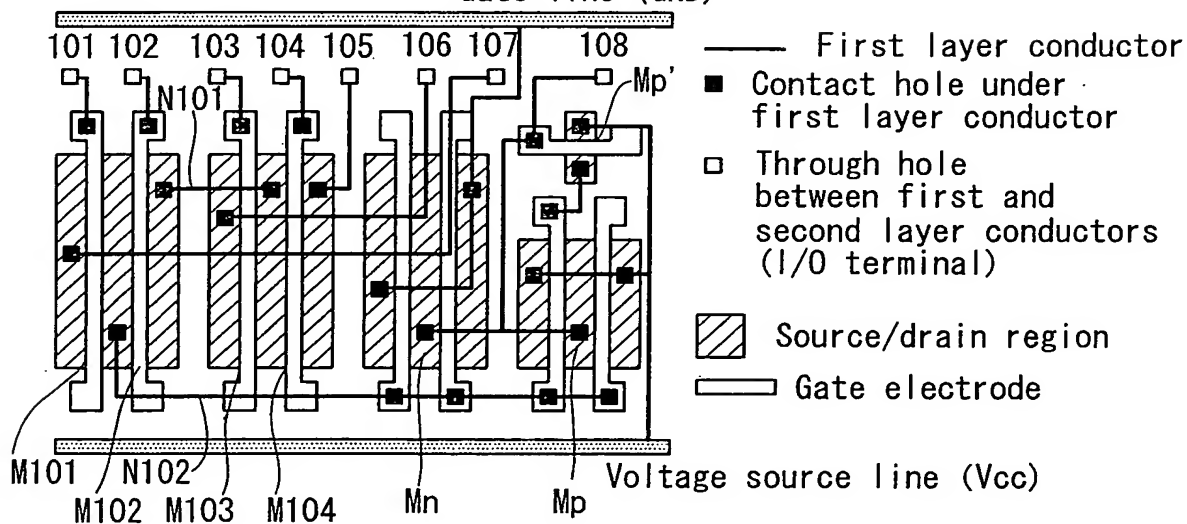 101 102 103 104 105 106 107 108
N101
Mp'
First layer conductor
Contact hole under
first layer conductor
Through hole
between first and
second layer conductors
(I/O terminal)
Source/drain region
Gate electrode
Voltage source line (Vcc)
M101
N102
M102
M103
M104
Mn
Mp